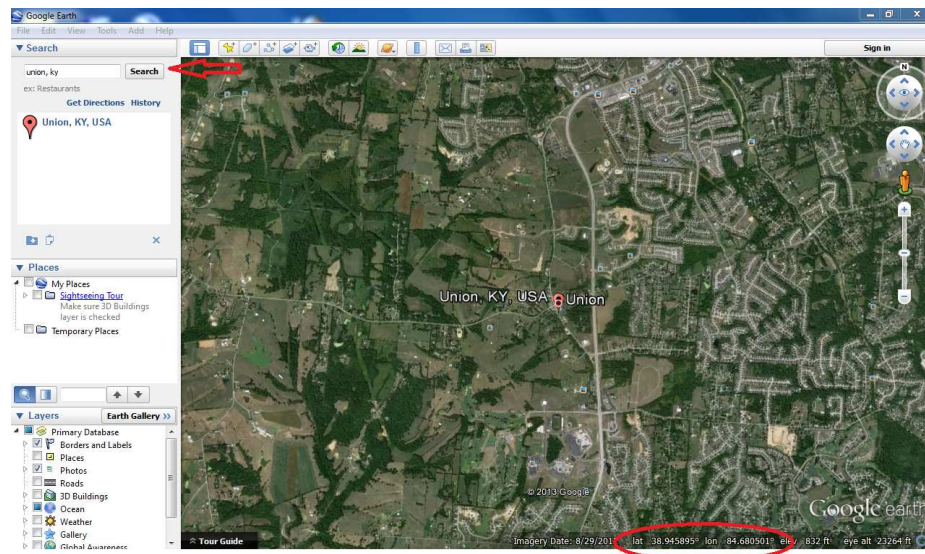 Google Earth
File Edit View Tools Add Help
▼ Search
union, ky
Search
ex: Restaurants
Get Directions History
Union, KY, USA
▼ Places
My Places
Sightseeing Tour
Make sure 3D Buildings
layer is checked
Temporary Places
▼ Layers
Earth Gallery >>
Primary Database
Borders and Labels
Places
Photos
Roads
3D Buildings
Ocean
Weather
Gallery
Global Awareness
Sign in
N
Union, KY, USA
Union
© 2013 Google
Google earth
Tour Guide
Imagery Date: 8/29/201 lat 38.945895° lon -84.680501° elev 832 ft eye alt 23264 ft